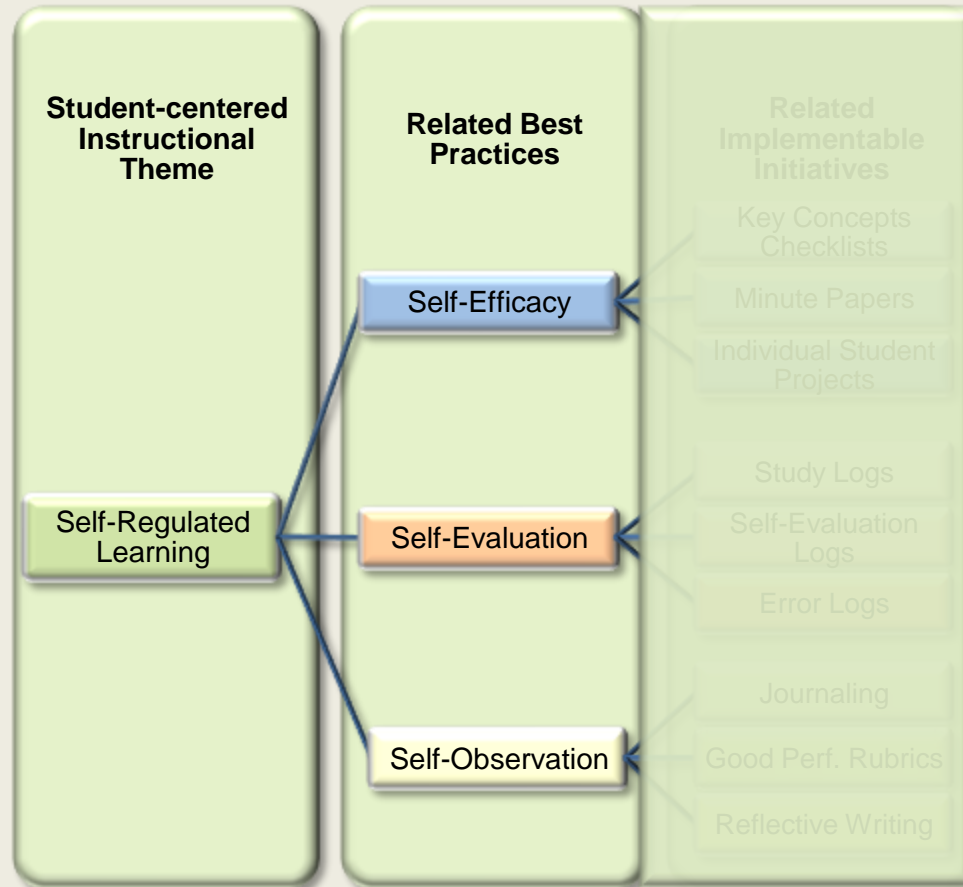 Student-centered
Instructional
Theme
Self-Regulated
Learning
Related Best
Practices
Self-Efficacy
Self-Evaluation
Self-Observation
Related
Implementable
Initiatives
Key Concepts
Checklists
Minute Papers
Individual Student
Projects
Study Logs
Self-Evaluation
Logs
Error Logs
Journaling
Good Perf. Rubrics
Reflective Writing